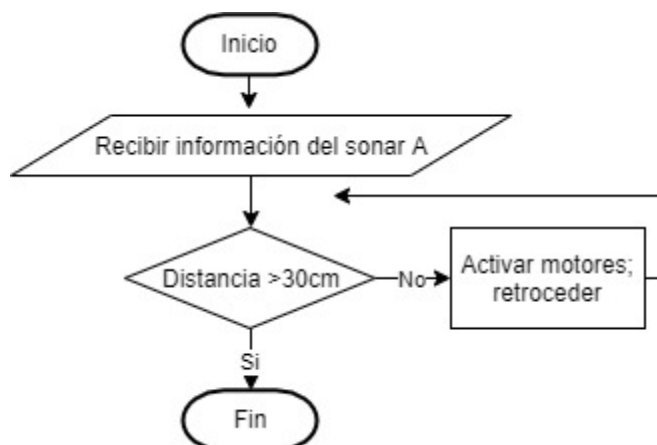 Inicio
Recibir información del sonar A
Distancia >30cm
No
Activar motores;
retroceder
Si
Fin